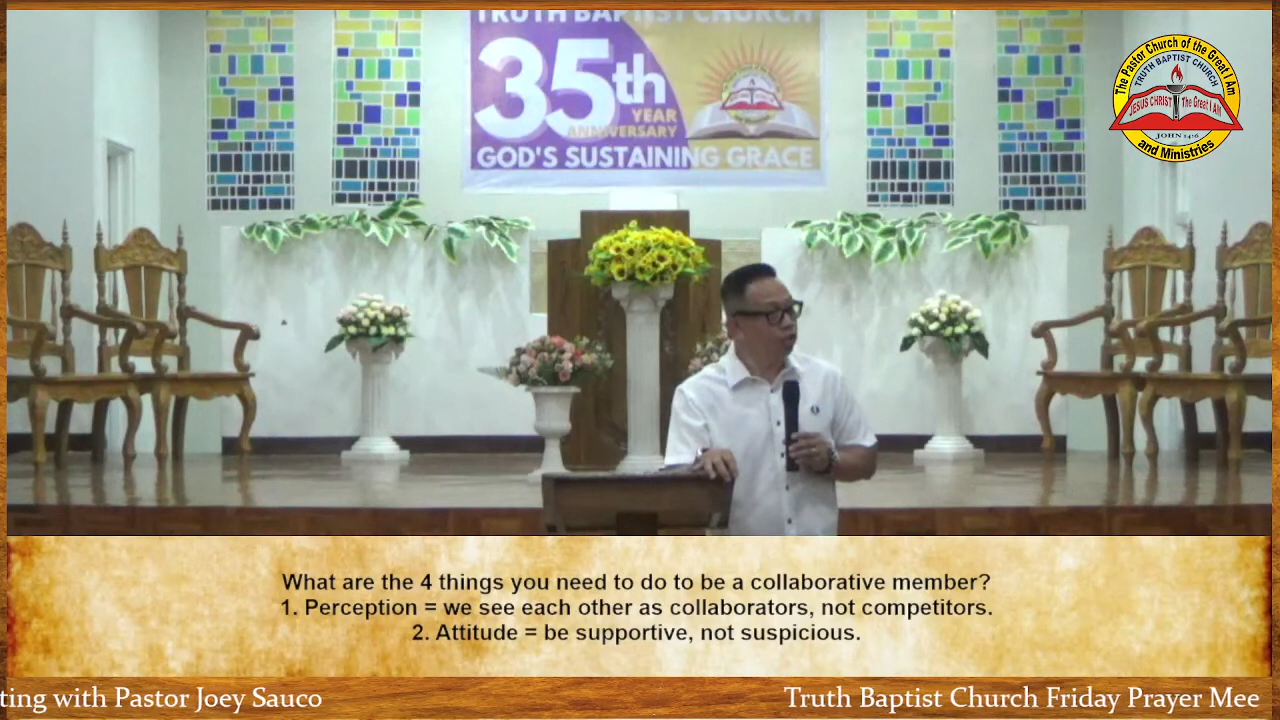 TRUTH BAPTIST CHURCH
35th
YEAR
ANNIVERSARY
GOD'S SUSTAINING GRACE
The Pastor Church of the Great I Am
TRUTH BAPTIST CHURCH
JESUS CHRIST The Great I AM
JOHN 14:6
and Ministries
What are the 4 things you need to do to be a collaborative member?
1. Perception = we see each other as collaborators, not competitors.
2. Attitude = be supportive, not suspicious.
ting with Pastor Joey Sauco
Truth Baptist Church Friday Prayer Mee